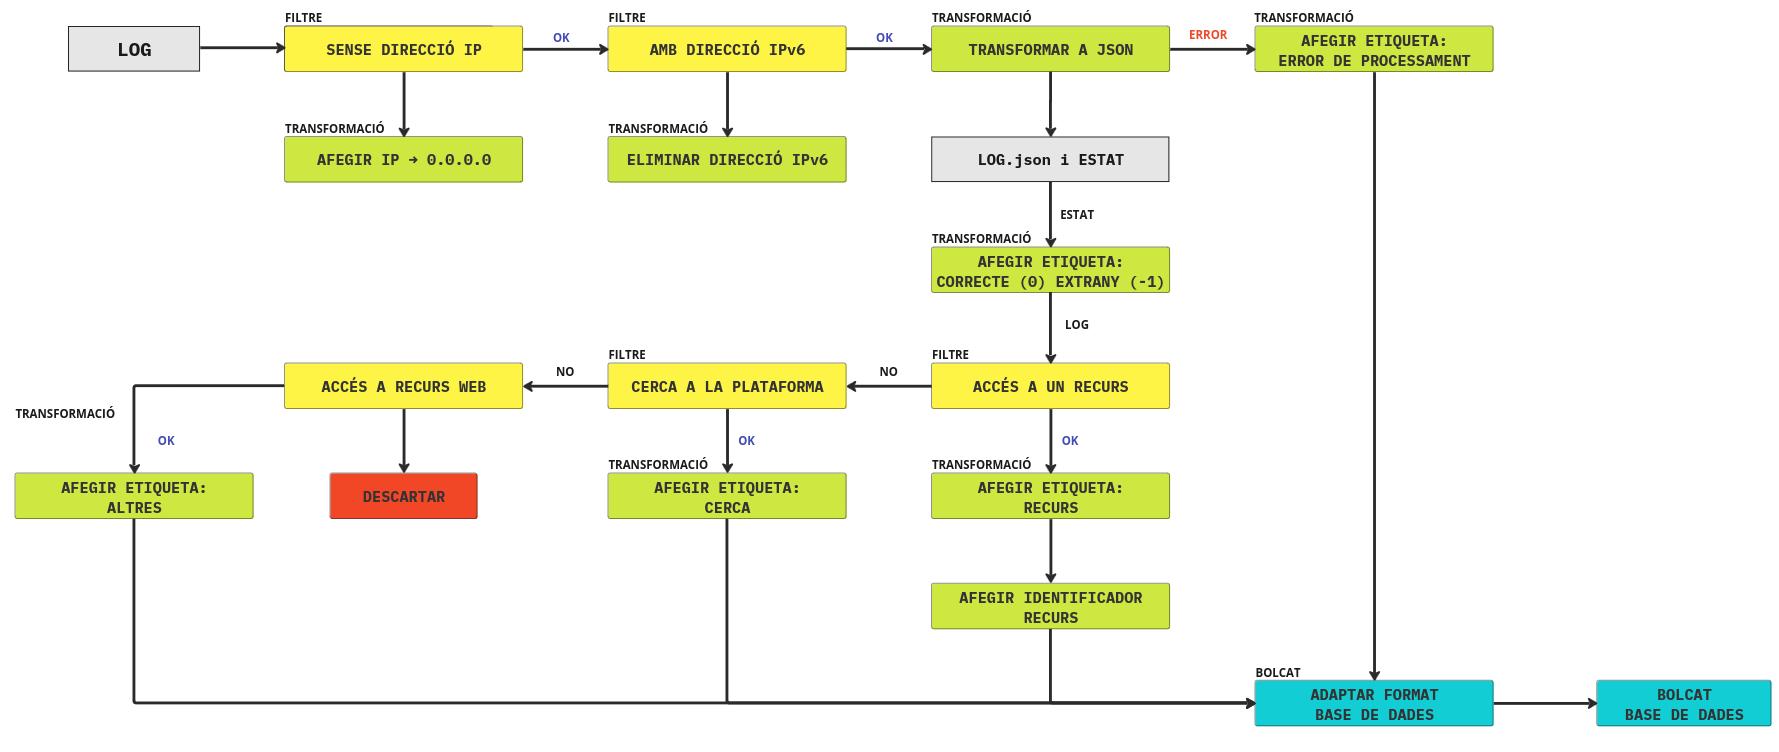 FILTRE
FILTRE
TRANSFORMACIÓ
TRANSFORMACIÓ
LOG
SENSE DIRECCIÓ IP
OK
AMB DIRECCIÓ IPv6
OK
TRANSFORMAR A JSON
ERROR
AFEGIR ETIQUETA:
ERROR DE PROCESSAMENT
TRANSFORMACIÓ
TRANSFORMACIÓ
AFEGIR IP → 0.0.0.0
ELIMINAR DIRECCIÓ IPv6
LOG.json i ESTAT
ESTAT
TRANSFORMACIÓ
AFEGIR ETIQUETA:
CORRECTE (0) EXTRANY (-1)
LOG
FILTRE
FILTRE
ACCÉS A RECURS WEB
NO
CERCA A LA PLATAFORMA
NO
ACCÉS A UN RECURS
TRANSFORMACIÓ
OK
OK
OK
TRANSFORMACIÓ
TRANSFORMACIÓ
AFEGIR ETIQUETA:
ALTRES
DESCARTAR
AFEGIR ETIQUETA:
CERCA
AFEGIR ETIQUETA:
RECURS
AFEGIR IDENTIFICADOR
RECURS
BOLCAT
ADAPTAR FORMAT
BASE DE DADES
BOLCAT
BASE DE DADES